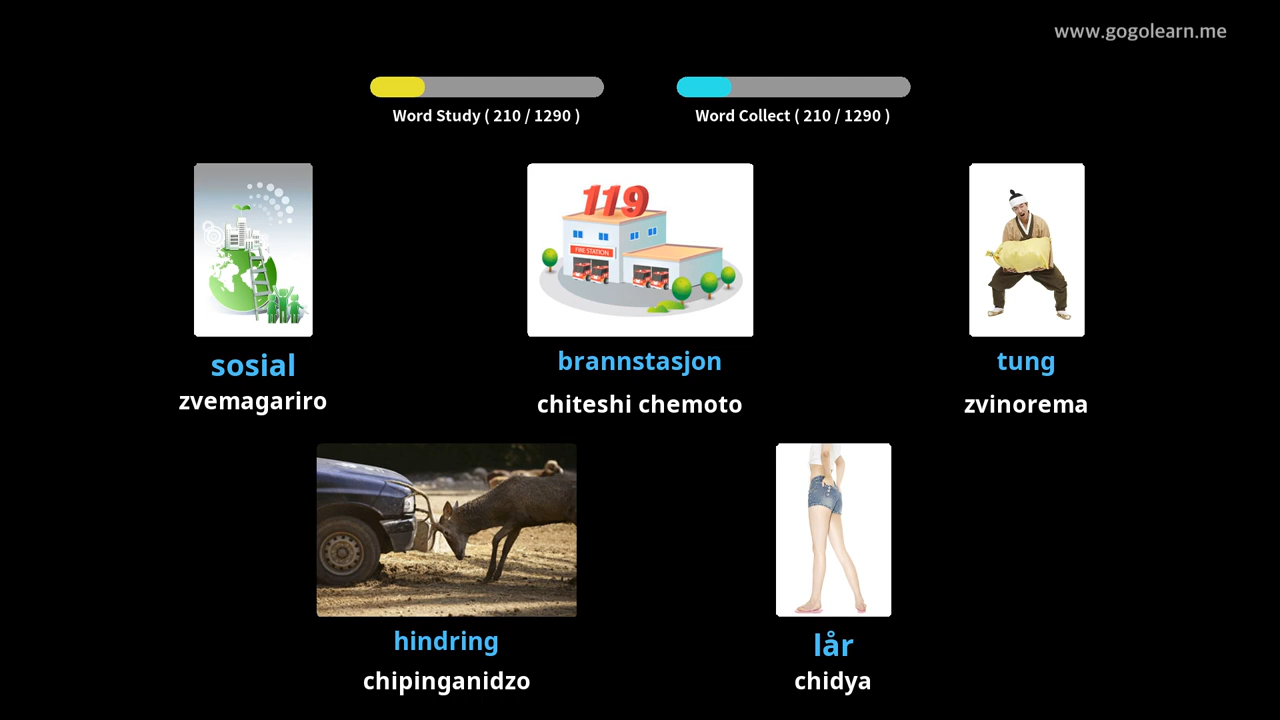 www.gogolearn.me
Word Study ( 210 / 1290 )
Word Collect ( 210 / 1290 )
119
FIRE STATION
sosial
zvemagariro
brannstasjon
chiteshi chemoto
tung
zvinorema
hindring
chipinganidzo
lår
chidya